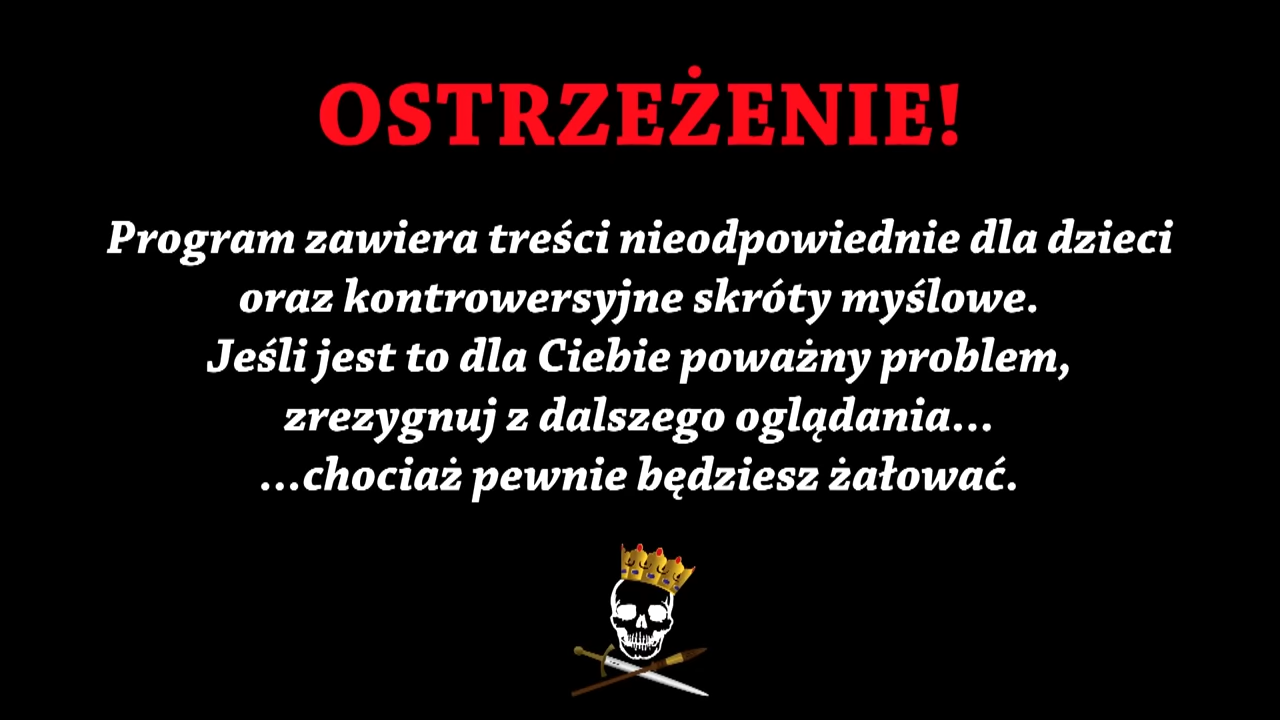 OSTRZEŻENIE!
Program zawiera treści nieodpowiednie dla dzieci
oraz kontrowersyjne skróty myślowe.
Jeśli jest to dla Ciebie poważny problem,
zrezygnuj z dalszego oglądania...
...chociaż pewnie będziesz żałować.